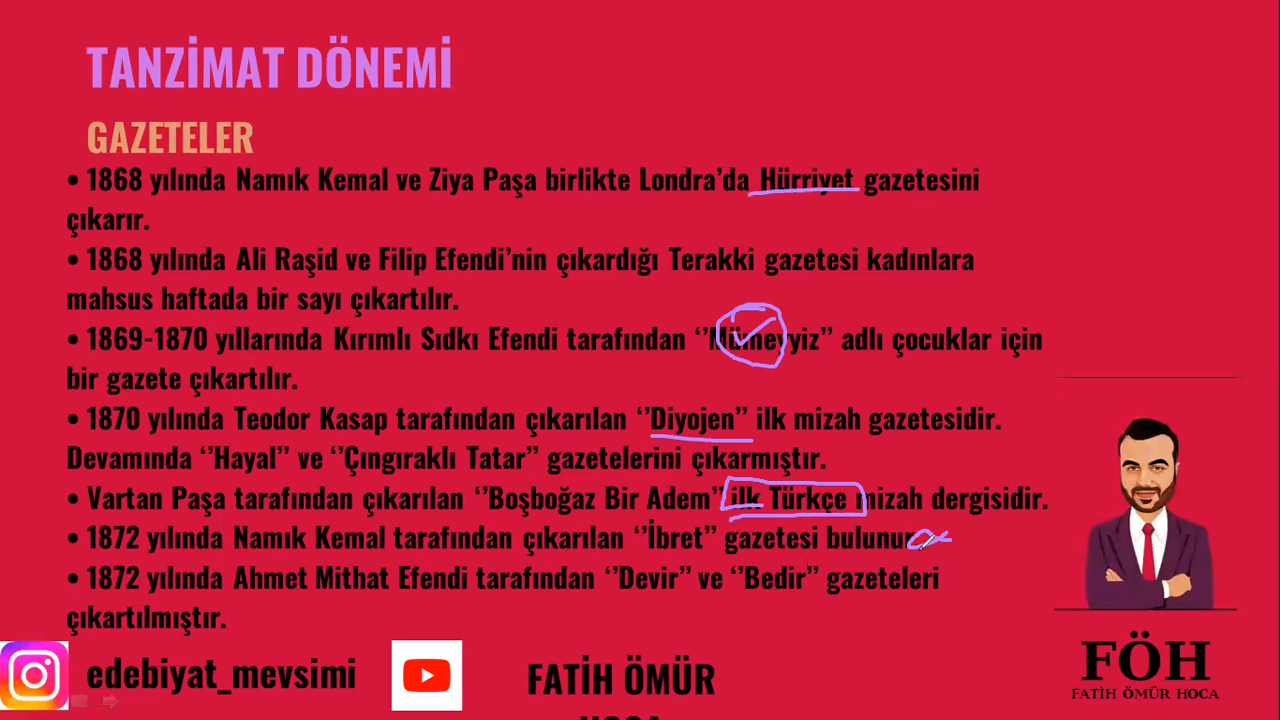 TANZİMAT DÖNEMİ
GAZETELER
• 1868 yılında Namık Kemal ve Ziya Paşa birlikte Londra’da Hürriyet gazetesini
çıkarır.
• 1868 yılında Ali Raşid ve Filip Efendi’nin çıkardığı Terakki gazetesi kadınlara
mahsus haftada bir sayı çıkartılır.
• 1869-1870 yıllarında Kırımlı Sıdkı Efendi tarafından ‘’Mümeyyiz’’ adlı çocuklar için
bir gazete çıkartılır.
• 1870 yılında Teodor Kasap tarafından çıkarılan ‘’Diyojen’’ ilk mizah gazetesidir.
Devamında ‘’Hayal’’ ve ‘’Çıngıraklı Tatar’’ gazetelerini çıkarmıştır.
• Vartan Paşa tarafından çıkarılan ‘’Boşboğaz Bir Adem’’ ilk Türkçe mizah dergisidir.
• 1872 yılında Namık Kemal tarafından çıkarılan ‘’İbret’’ gazetesi bulunur.
• 1872 yılında Ahmet Mithat Efendi tarafından ‘’Devir’’ ve ‘’Bedir’’ gazeteleri
çıkartılmıştır.
FÖH
FATİH ÖMÜR HOCA
edebiyat_mevsimi
FATİH ÖMÜR
HOCA